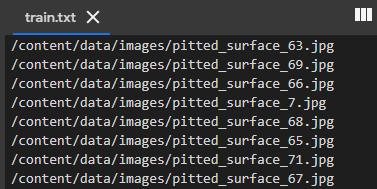 train.txt
/content/data/images/pitted_surface_63.jpg
/content/data/images/pitted_surface_69.jpg
/content/data/images/pitted_surface_66.jpg
/content/data/images/pitted_surface_7.jpg
/content/data/images/pitted_surface_68.jpg
/content/data/images/pitted_surface_65.jpg
/content/data/images/pitted_surface_71.jpg
/content/data/images/pitted_surface_67.jpg